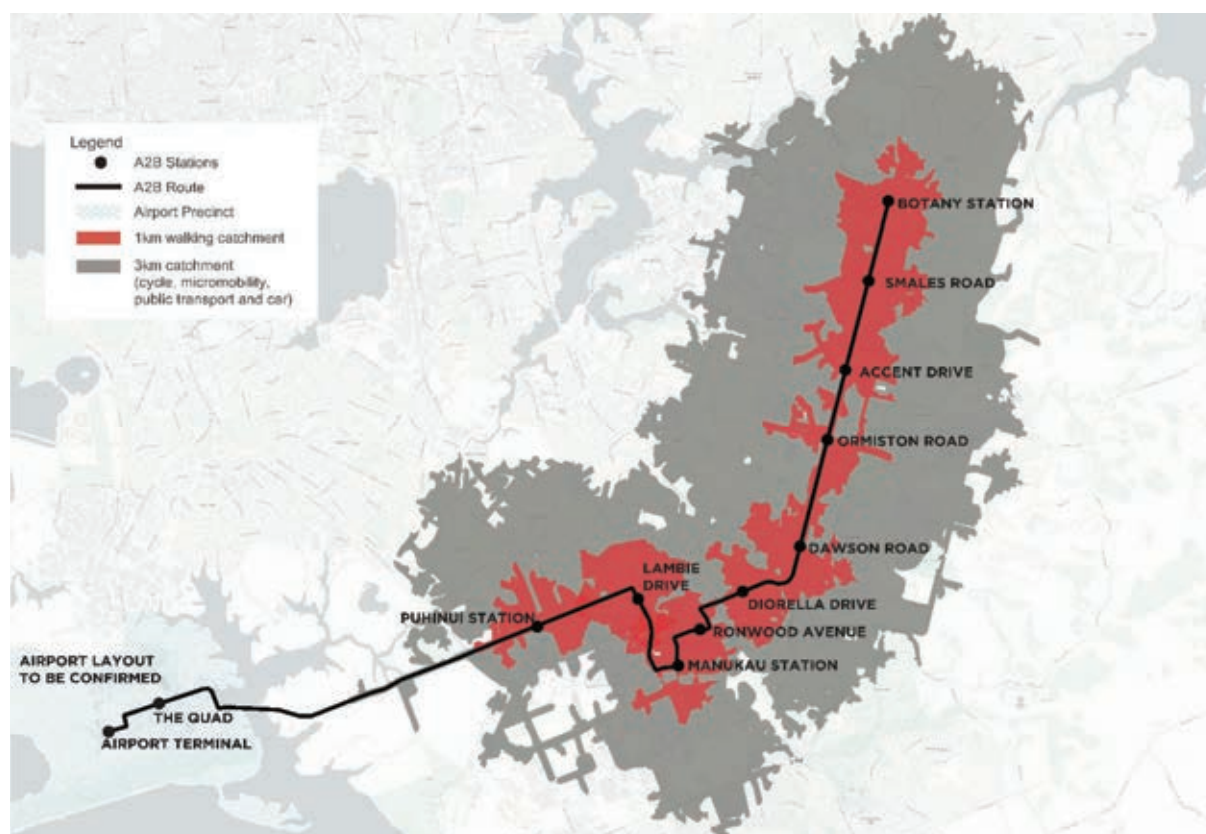 Legend
A2B Stations
A2B Route
Airport Precinct
1km walking catchment
3km catchment
(cycle, micromobility,
public transport and car)
BOTANY STATION
SMALES ROAD
ACCENT DRIVE
ORMISTON ROAD
DAWSON ROAD
LAMBIE
DRIVE
DIORELLA DRIVE
PUHINUI STATION
RONWOOD AVENUE
MANUKAU STATION
AIRPORT LAYOUT
TO BE CONFIRMED
THE QUAD
AIRPORT TERMINAL